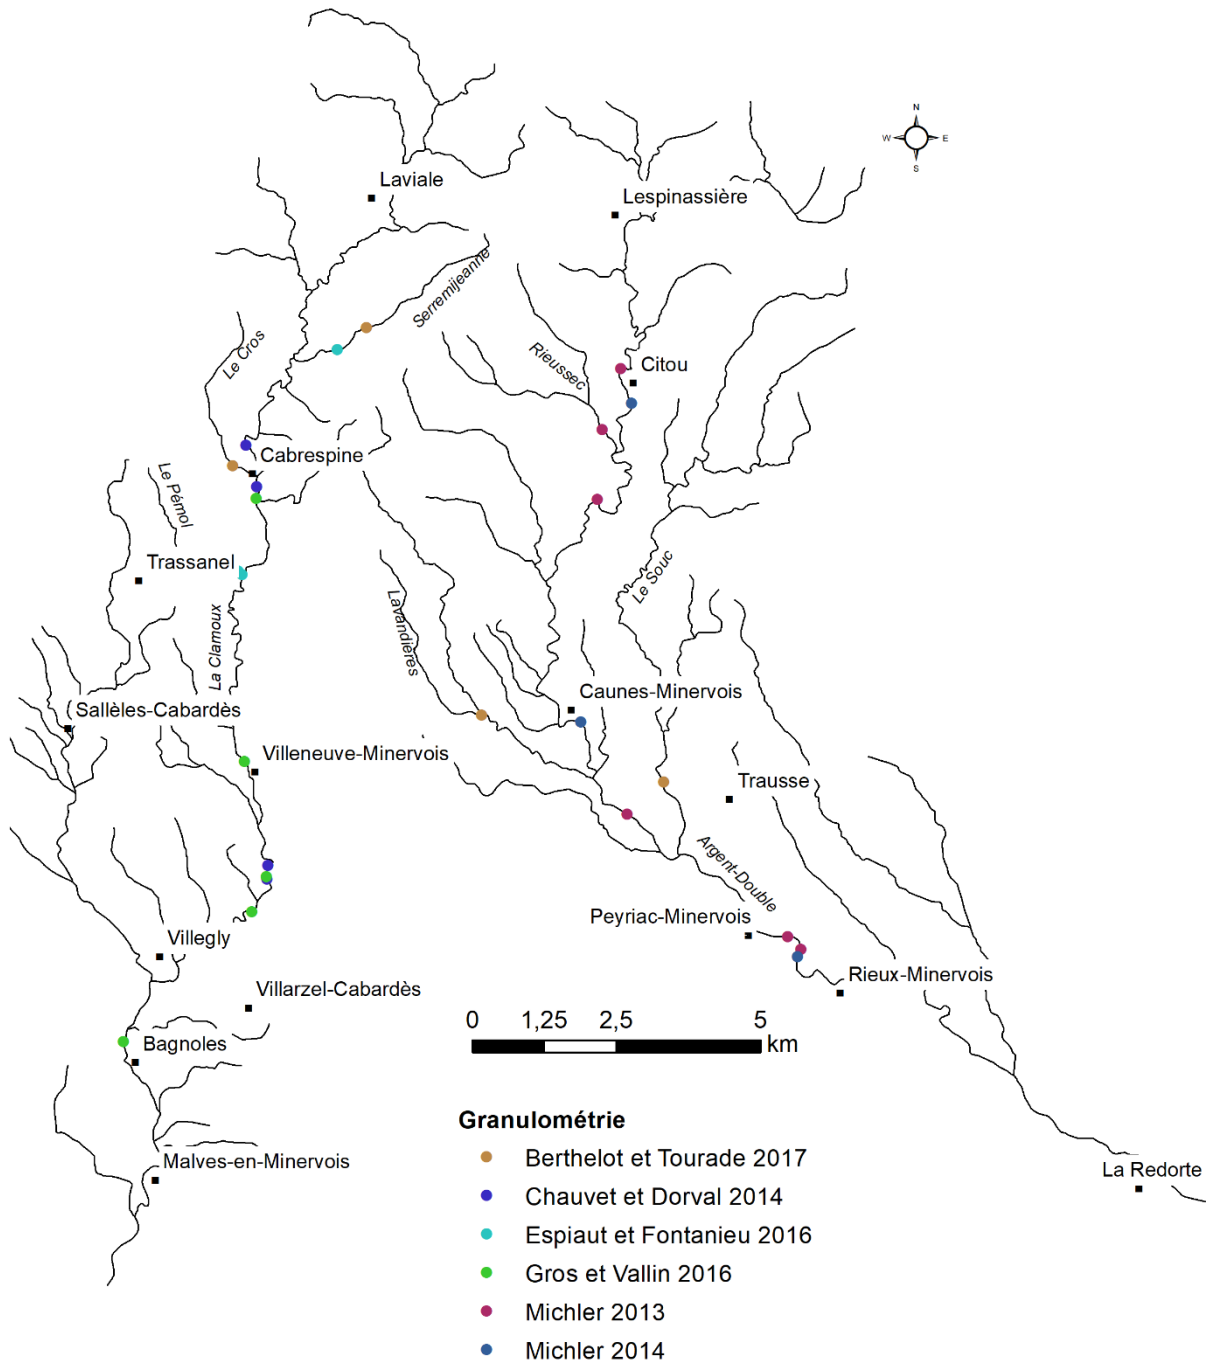 N
W E
S
Laviale
Lespinassière
Serremijeanne
Le Cros
Rieussec
Citou
Cabrespine
Le Pémol
Trassanel
Le Souc
Lavandières
La Clamoux
Caunes-Minervois
Sallèles-Cabardès
Villeneuve-Minervois
Trausse
Argent-Double
Peyriac-Minervois
Villegly
Rieux-Minervois
Villarzel-Cabardès
0 1,25 2,5 5
km
Bagnoles
Granulométrie
Berthelot et Tourade 2017
Malves-en-Minervois
La Redorte
Chauvet et Dorval 2014
Espiaut et Fontanieu 2016
Gros et Vallin 2016
Michler 2013
Michler 2014